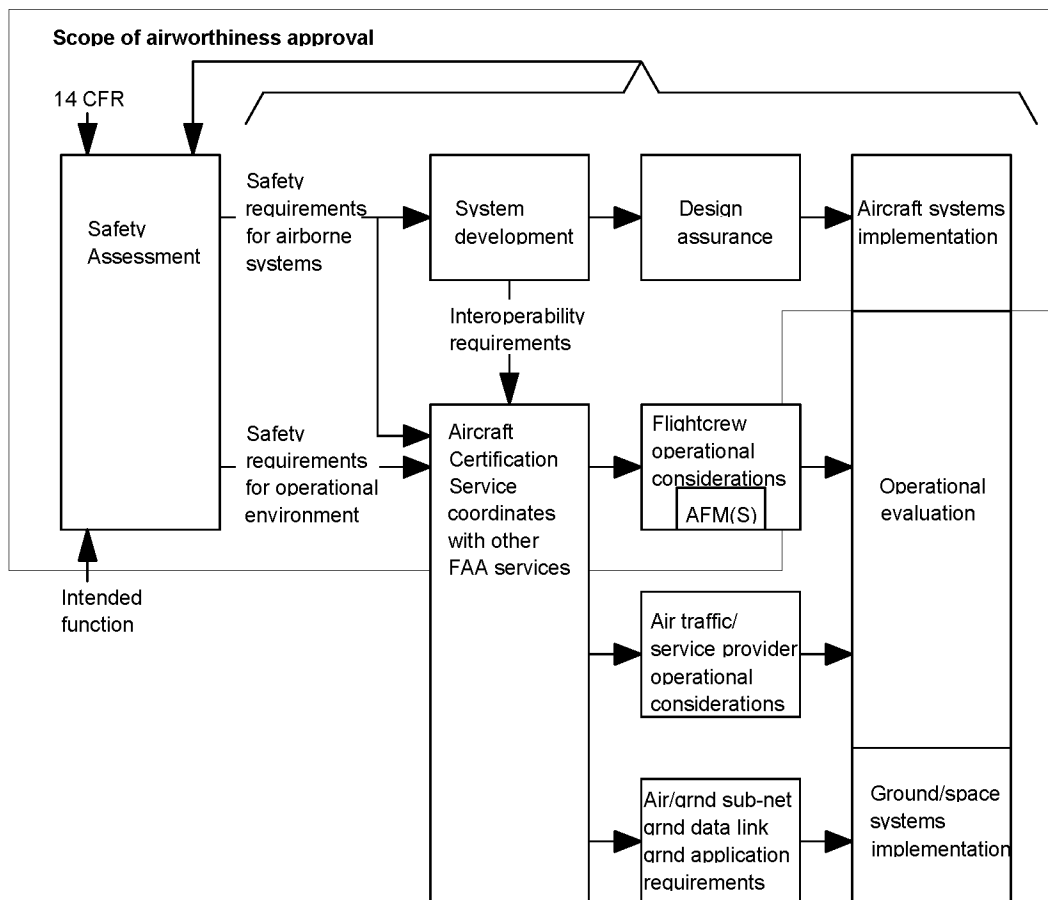 Scope of airworthiness approval
14 CFR
Safety
Assessment
Safety
requirements
for airborne
systems
System
development
Design
assurance
Aircraft systems
implementation
Interoperability
requirements
Safety
requirements
for operational
environment
Aircraft
Certification
Service
coordinates
with other
FAA services
Flightcrew
operational
considerations
AFM(S)
Operational
evaluation
Intended
function
Air traffic/
service provider
operational
considerations
Air/grnd sub-net
grnd data link
grnd application
requirements
Ground/space
systems
implementation